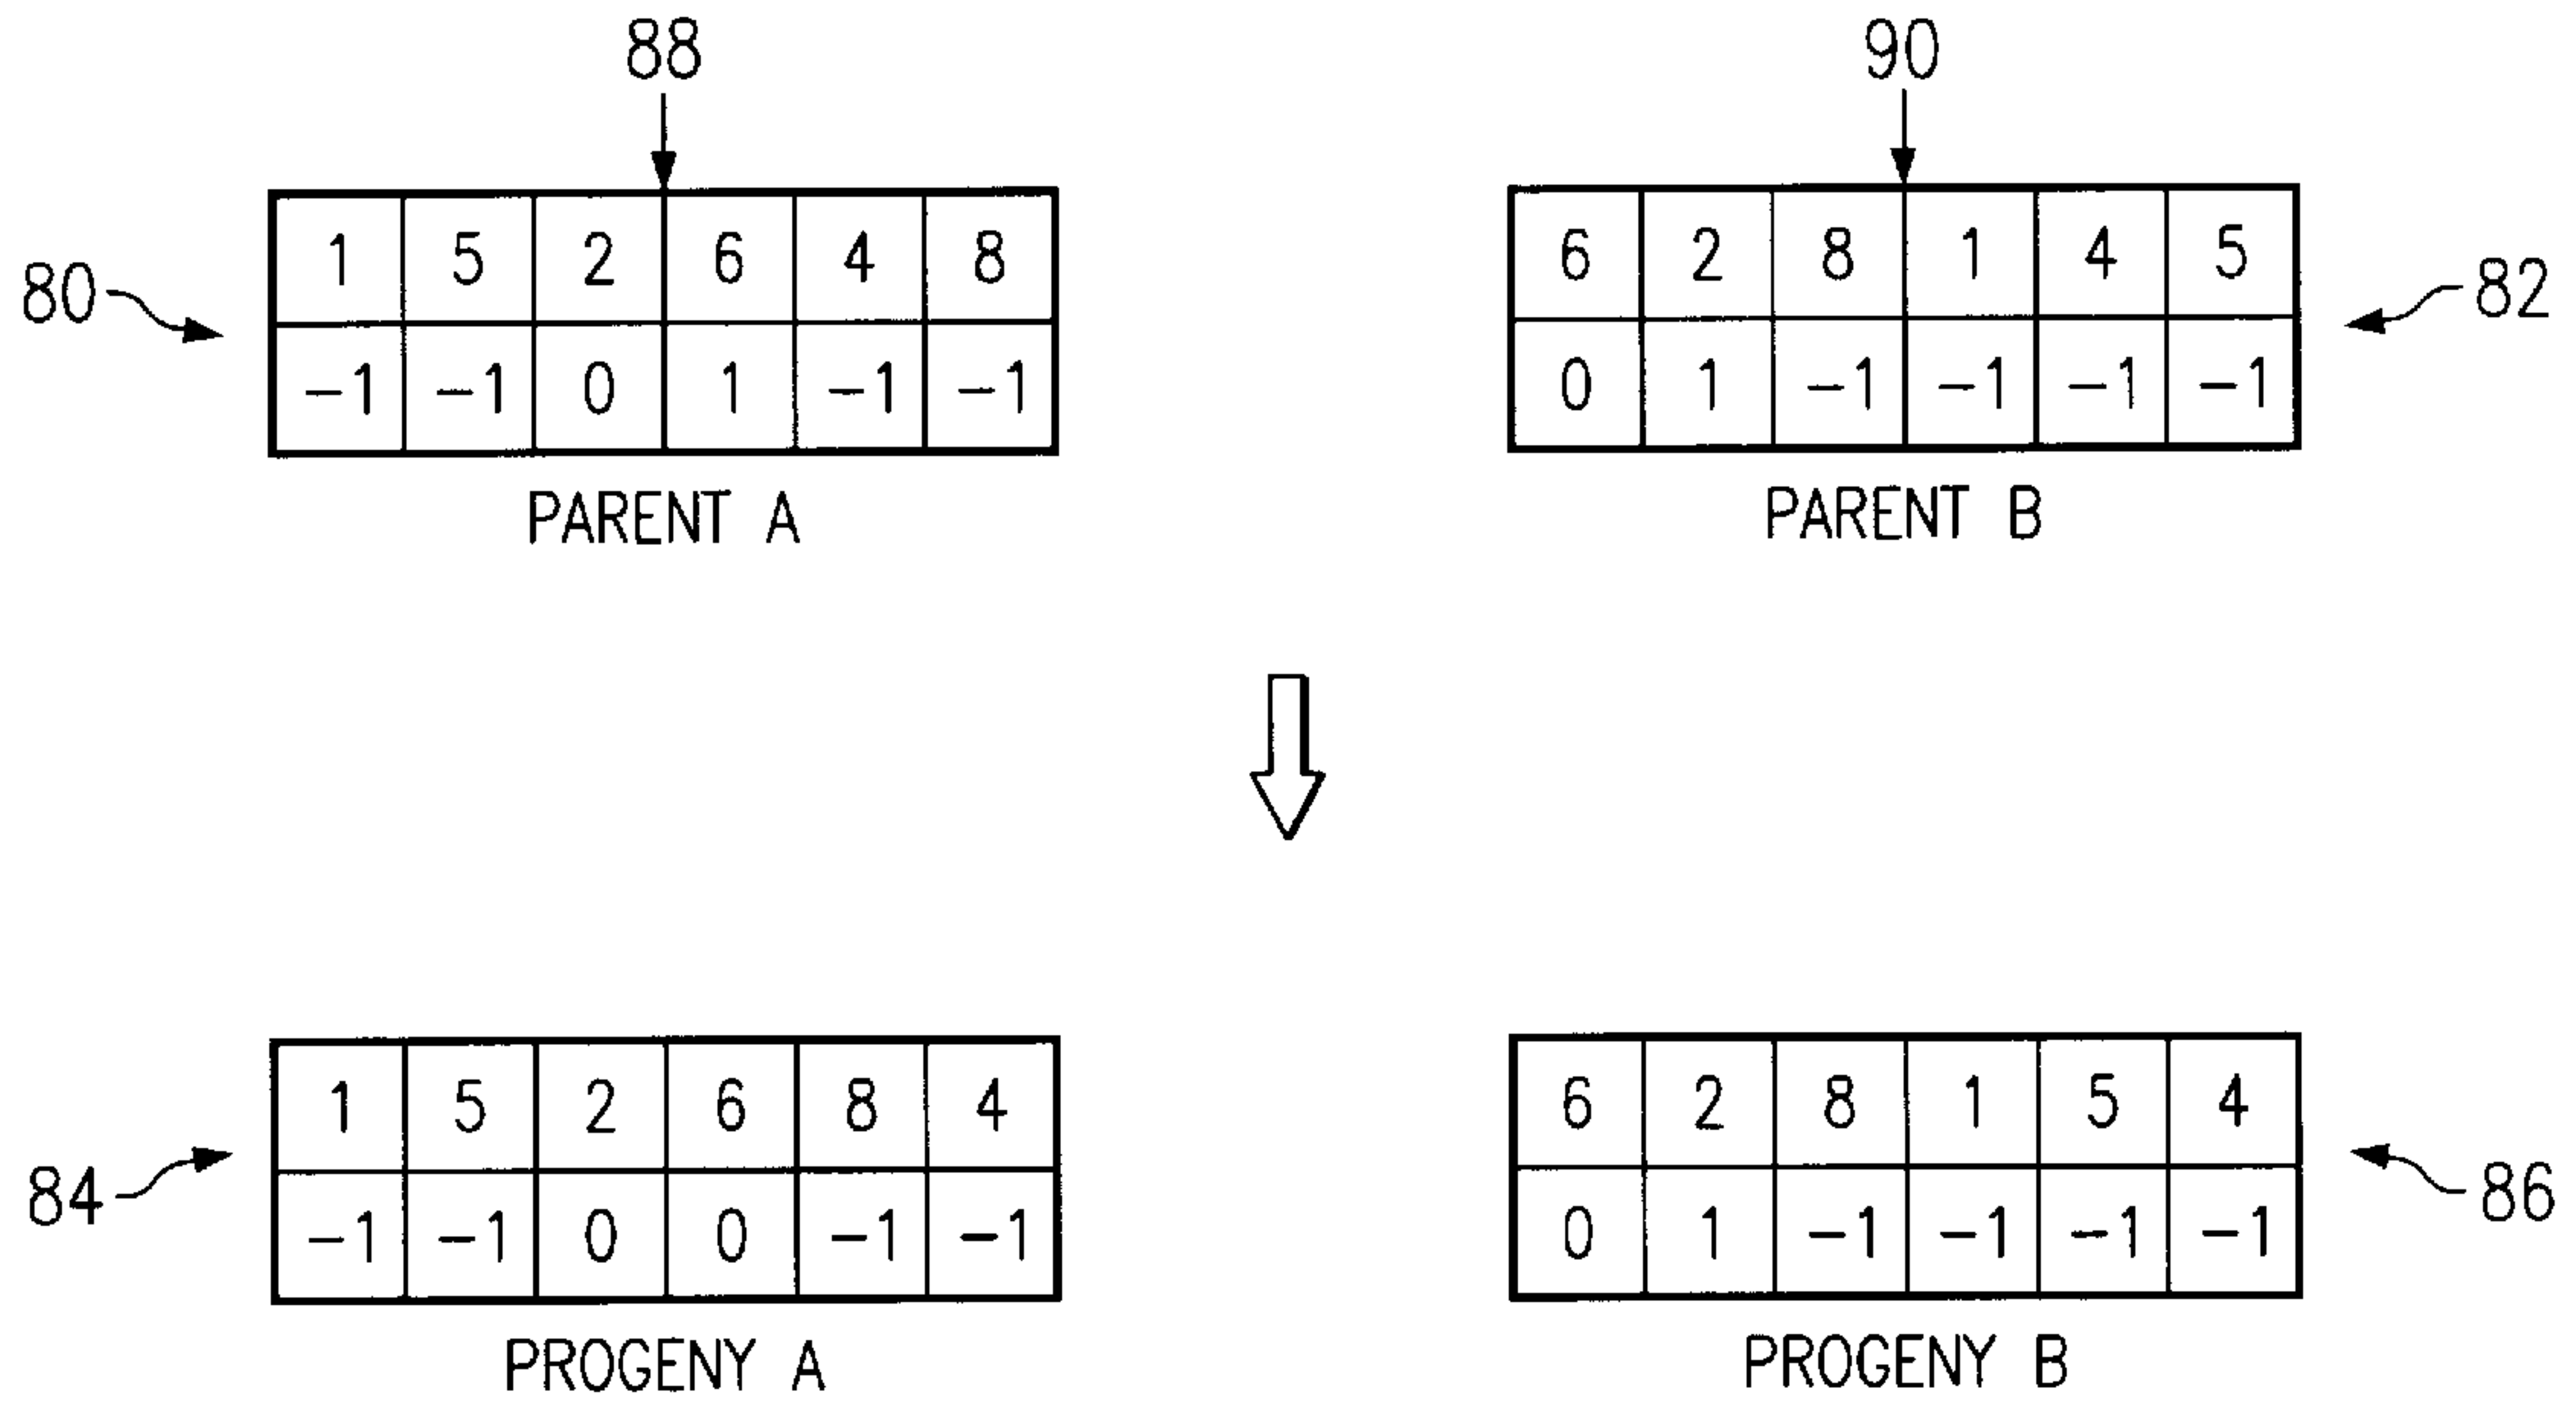 88 90
1 5 2 6 4 8 6 2 8 1 4 5
80 82
-1 -1 0 1 -1 -1 0 1 -1 -1 -1 -1
PARENT A PARENT B
1 5 2 6 8 4 6 2 8 1 5 4
84 86
-1 -1 0 0 -1 -1 0 1 -1 -1 -1 -1
PROGENY A PROGENY B